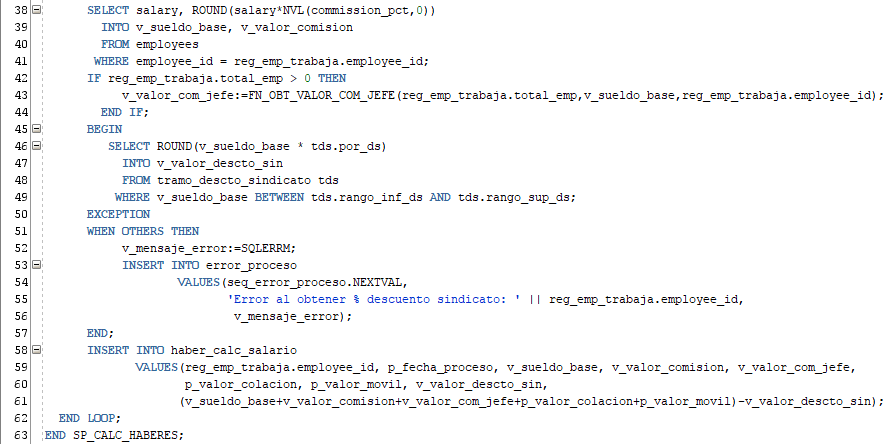 38 SELECT salary, ROUND(salary*NVL(commission_pct,0))
39 INTO v_sueldo_base, v_valor_comision
40 FROM employees
41 WHERE employee_id = reg_emp_trabaja.employee_id;
42 IF reg_emp_trabaja.total_emp > 0 THEN
43 v_valor_com_jefe:=FN_OBT_VALOR_COM_JEFE(reg_emp_trabaja.total_emp,v_sueldo_base,reg_emp_trabaja.employee_id);
44 END IF;
45 BEGIN
46 SELECT ROUND(v_sueldo_base * tds.por_ds)
47 INTO v_valor_descto_sin
48 FROM tramo_descto_sindicato tds
49 WHERE v_sueldo_base BETWEEN tds.rango_inf_ds AND tds.rango_sup_ds;
50 EXCEPTION
51 WHEN OTHERS THEN
52 v_mensaje_error:=SQLERRM;
53 INSERT INTO error_proceso
54 VALUES(seq_error_proceso.NEXTVAL,
55 'Error al obtener % descuento sindicato: ' || reg_emp_trabaja.employee_id,
56 v_mensaje_error);
57 END;
58 INSERT INTO haber_calc_salario
59 VALUES(reg_emp_trabaja.employee_id, p_fecha_proceso, v_sueldo_base, v_valor_comision, v_valor_com_jefe,
60 p_valor_colacion, p_valor_movil, v_valor_descto_sin,
61 (v_sueldo_base+v_valor_comision+v_valor_com_jefe+p_valor_colacion+p_valor_movil)-v_valor_descto_sin);
62 END LOOP;
63 END SP_CALC_HABERES;